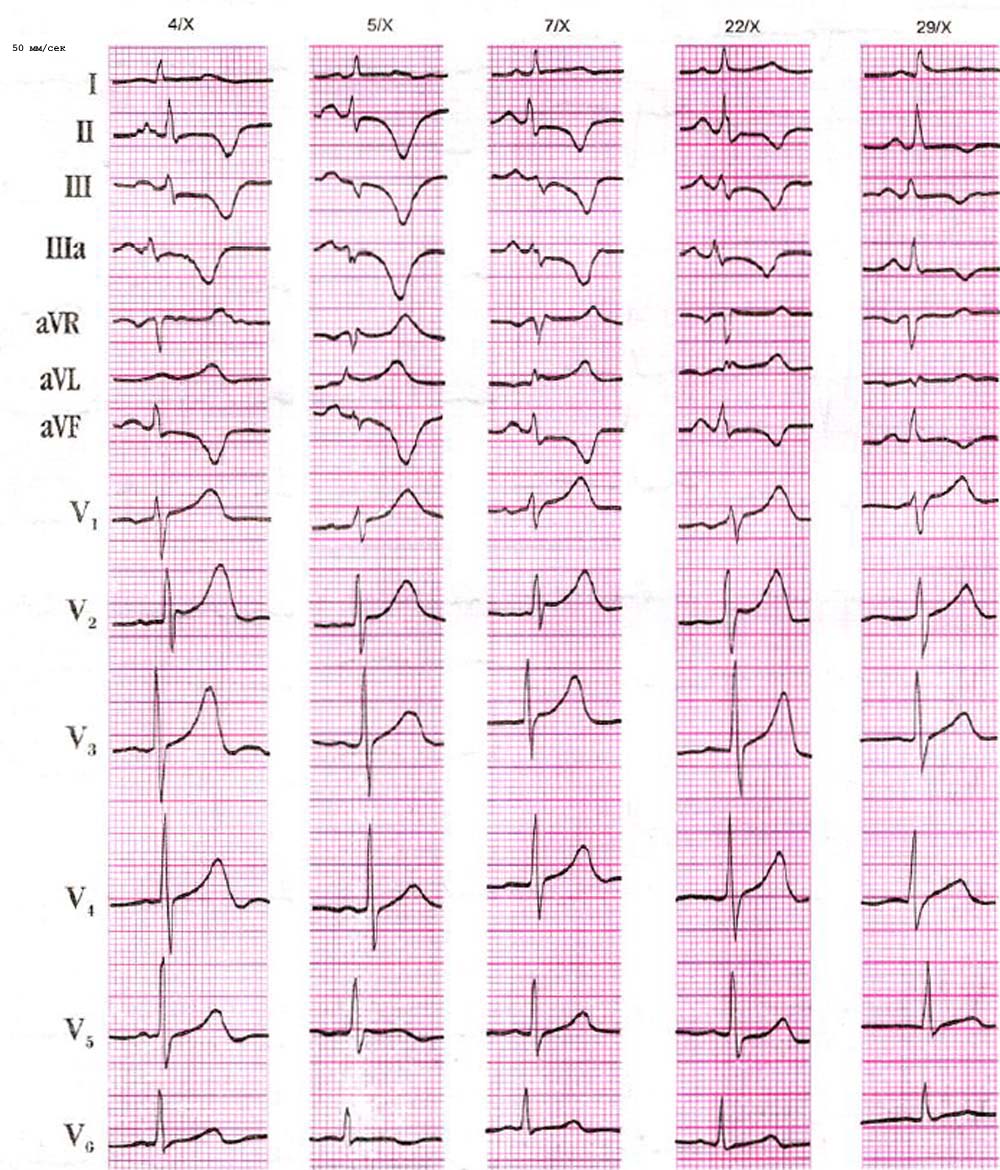 4/X 5/X 7/X 22/X 29/X
50 мм/сек
I
II
III
IIIa
aVR
aVL
aVF
V1
V2
V3
V4
V5
V6